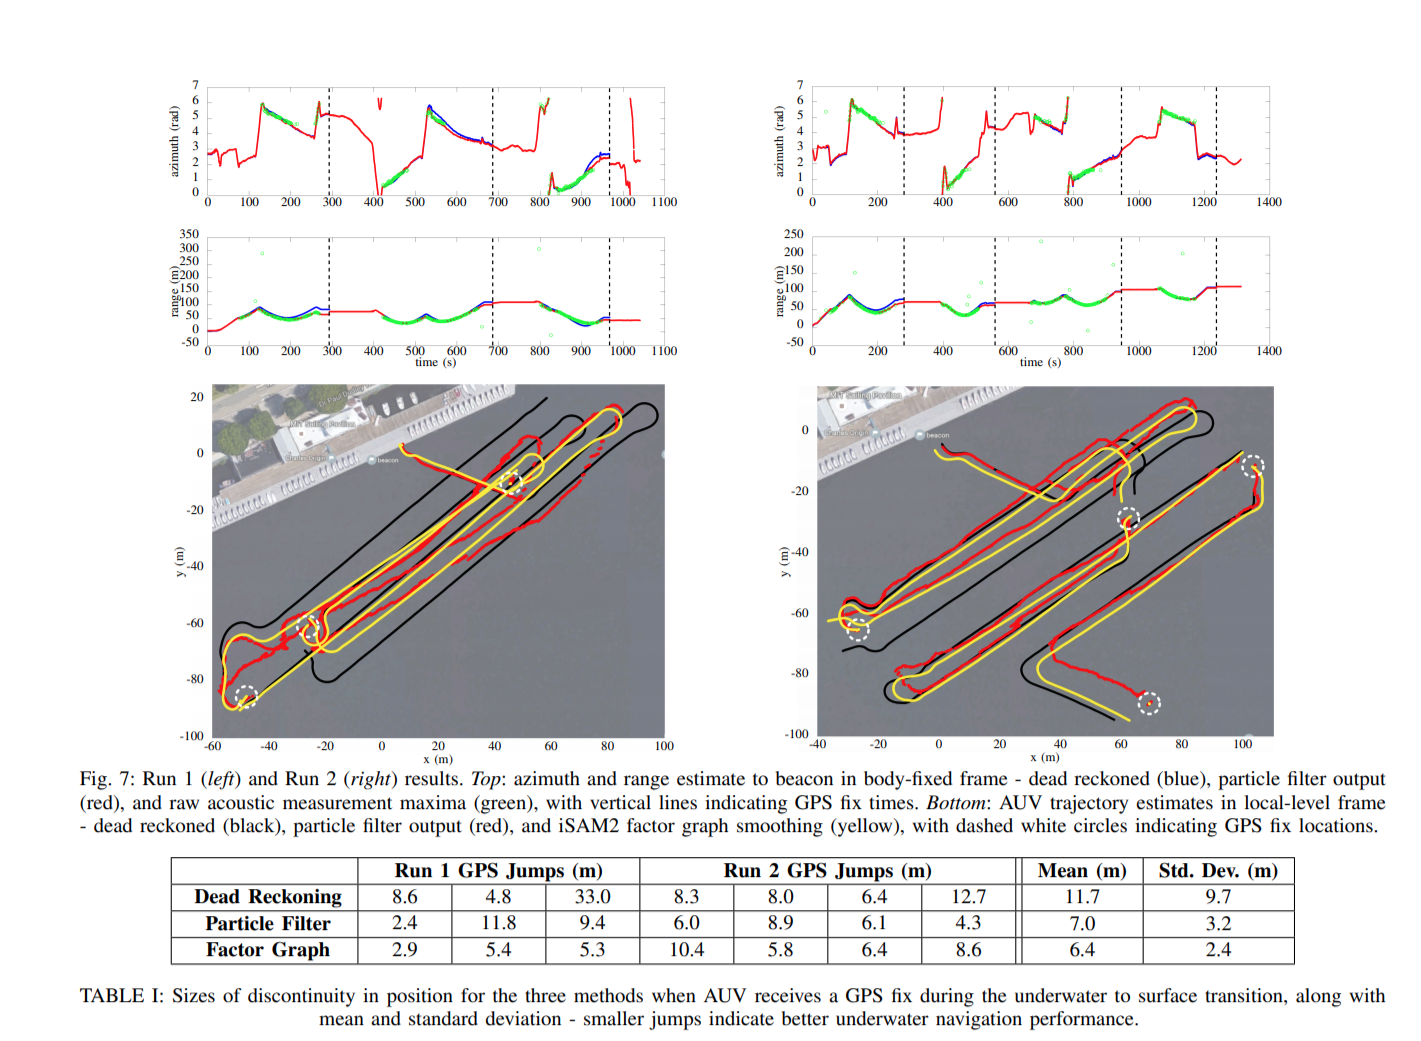 7
6
5
4
3
2
1
0
azimuth (rad)
0 100 200 300 400 500 600 700 800 900 1000 1100
7
6
5
4
3
2
1
0
azimuth (rad)
0 200 400 600 800 1000 1200 1400
350
300
250
200
150
100
50
0
-50
range (m)
0 100 200 300 400 500 600 700 800 900 1000 1100
time (s)
250
200
150
100
50
0
-50
range (m)
0 200 400 600 800 1000 1200 1400
time (s)
20
0
-20
-40
-60
-80
-100
y (m)
MIT Sailing Pavilion
beacon
-60 -40 -20 0 20 40 60 80 100
x (m)
0
-20
-40
-60
-80
-100
y (m)
MIT Sailing Pavilion
beacon
-40 -20 0 20 40 60 80 100
x (m)
Fig. 7: Run 1 (left) and Run 2 (right) results. Top: azimuth and range estimate to beacon in body-fixed frame - dead reckoned (blue), particle filter output
(red), and raw acoustic measurement maxima (green), with vertical lines indicating GPS fix times. Bottom: AUV trajectory estimates in local-level frame
- dead reckoned (black), particle filter output (red), and iSAM2 factor graph smoothing (yellow), with dashed white circles indicating GPS fix locations.
Run 1 GPS Jumps (m) Run 2 GPS Jumps (m) Mean (m) Std. Dev. (m)
Dead Reckoning 8.6 4.8 33.0 8.3 8.0 6.4 12.7 11.7 9.7
Particle Filter 2.4 11.8 9.4 6.0 8.9 6.1 4.3 7.0 3.2
Factor Graph 2.9 5.4 5.3 10.4 5.8 6.4 8.6 6.4 2.4
TABLE I: Sizes of discontinuity in position for the three methods when AUV receives a GPS fix during the underwater to surface transition, along with
mean and standard deviation - smaller jumps indicate better underwater navigation performance.